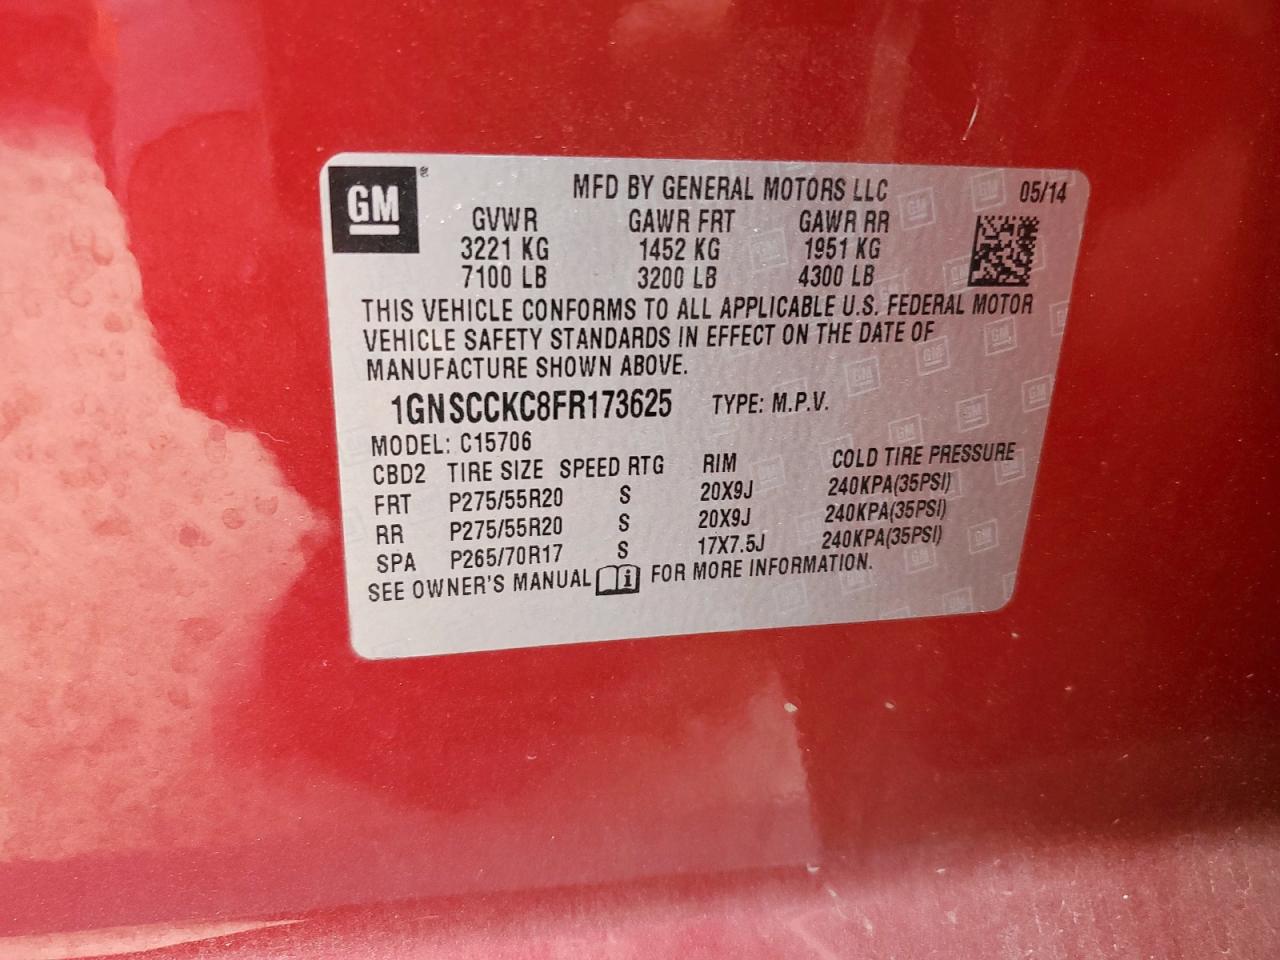 GM ®
MFD BY GENERAL MOTORS LLC 05/14
GVWR GAWR FRT GAWR RR
3221 KG 1452 KG 1951 KG
7100 LB 3200 LB 4300 LB
THIS VEHICLE CONFORMS TO ALL APPLICABLE U.S. FEDERAL MOTOR
VEHICLE SAFETY STANDARDS IN EFFECT ON THE DATE OF
MANUFACTURE SHOWN ABOVE.
1GNSCCKC8FR173625 TYPE: M.P.V.
MODEL: C15706
CBD2 TIRE SIZE SPEED RTG RIM COLD TIRE PRESSURE
FRT P275/55R20 S 20X9J 240KPA(35PSI)
RR P275/55R20 S 20X9J 240KPA(35PSI)
SPA P265/70R17 S 17X7.5J 240KPA(35PSI)
SEE OWNER'S MANUAL i FOR MORE INFORMATION.